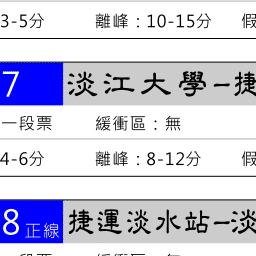 3-5分 離峰：10-15分 假
7 淡江大學-捷
一段票 緩衝區：無
4-6分 離峰：8-12分 假
8正線 捷運淡水站-淡